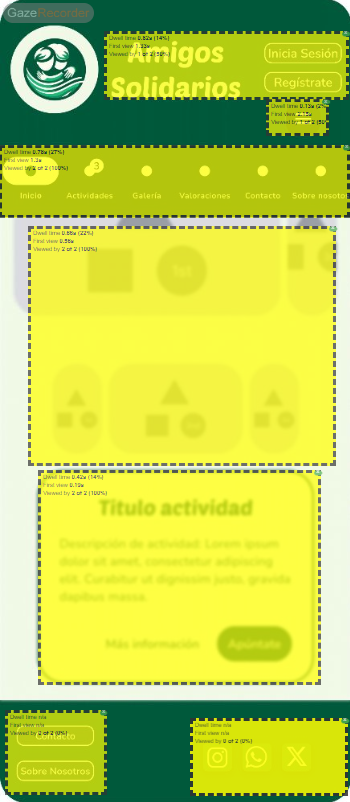 GazeRecorder
Dwell time 0.82s (14%)
First view 1.33s
Viewed by 1 of 2 (50%)
Amigos
Solidarios
Inicia Sesión
Regístrate
Dwell time 0.13s (2%)
First view 2.15s
Viewed by 1 of 2 (50%)
Dwell time 0.78s (27%)
First view 1.2s
Viewed by 2 of 2 (100%)
3
Inicio
Actividades
Galería
Valoraciones
Contacto
Sobre nosotros
Dwell time 0.66s (22%)
First view 0.56s
Viewed by 2 of 2 (100%)
Dwell time 0.42s (14%)
First view 0.12s
Viewed by 2 of 2 (100%)
Titulo actividad
Descripción de actividad: Lorem ipsum
dolor sit amet, consectetur adipiscing
elit. Curabitur ut dignissim justo, gravida
dapibus massa.
Más información
Apúntate
Dwell time n/a
First view n/a
Viewed by 0 of 2 (0%)
Contacto
Sobre Nosotros
Dwell time n/a
First view n/a
Viewed by 0 of 2 (0%)